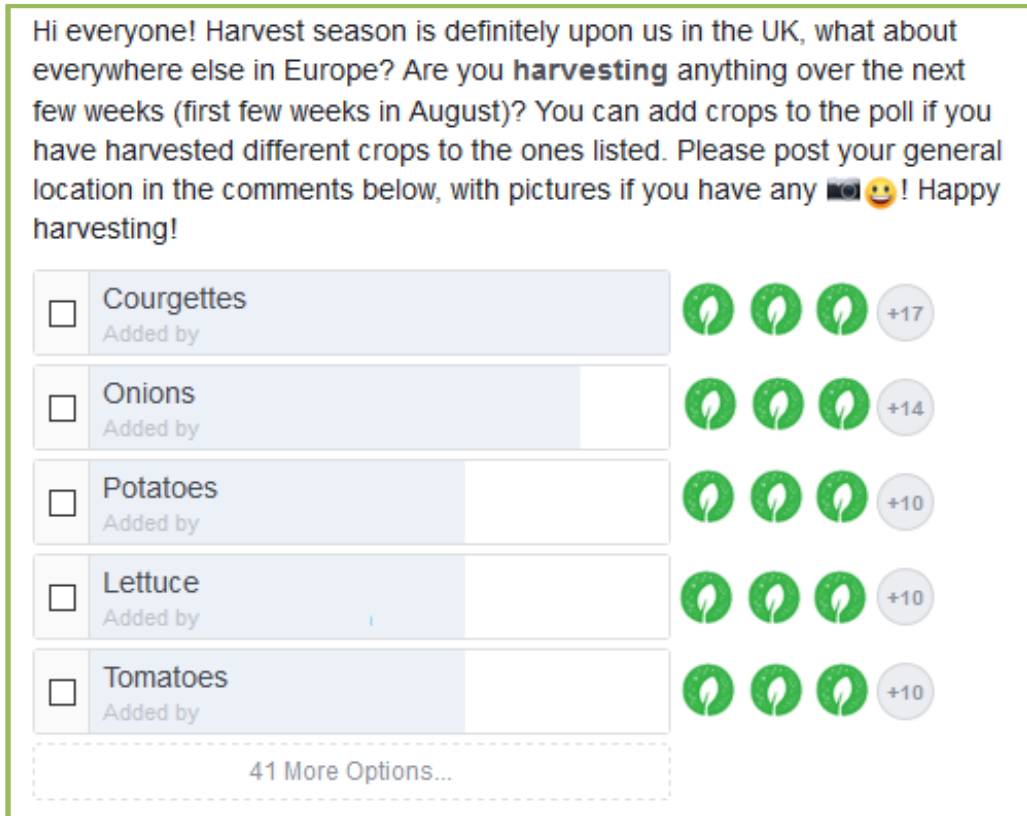 Hi everyone! Harvest season is definitely upon us in the UK, what about
everywhere else in Europe? Are you harvesting anything over the next
few weeks (first few weeks in August)? You can add crops to the poll if you
have harvested different crops to the ones listed. Please post your general
location in the comments below, with pictures if you have any 📷😀! Happy
harvesting!
Courgettes
Added by
+17
Onions
Added by
+14
Potatoes
Added by
+10
Lettuce
Added by
+10
Tomatoes
Added by
+10
41 More Options...